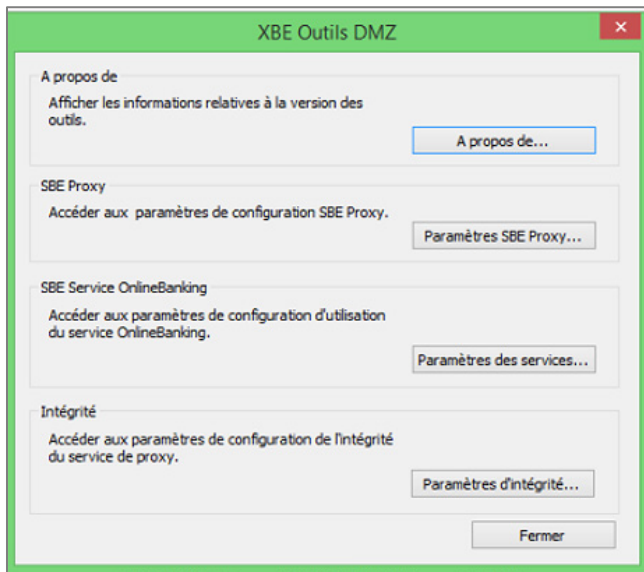 XBE Outils DMZ
A propos de
Afficher les informations relatives à la version des
outils.
A propos de...
SBE Proxy
Accéder aux paramètres de configuration SBE Proxy.
Paramètres SBE Proxy...
SBE Service OnlineBanking
Accéder aux paramètres de configuration d'utilisation
du service OnlineBanking.
Paramètres des services...
Intégrité
Accéder aux paramètres de configuration de l'intégrité
du service de proxy.
Paramètres d'intégrité...
Fermer